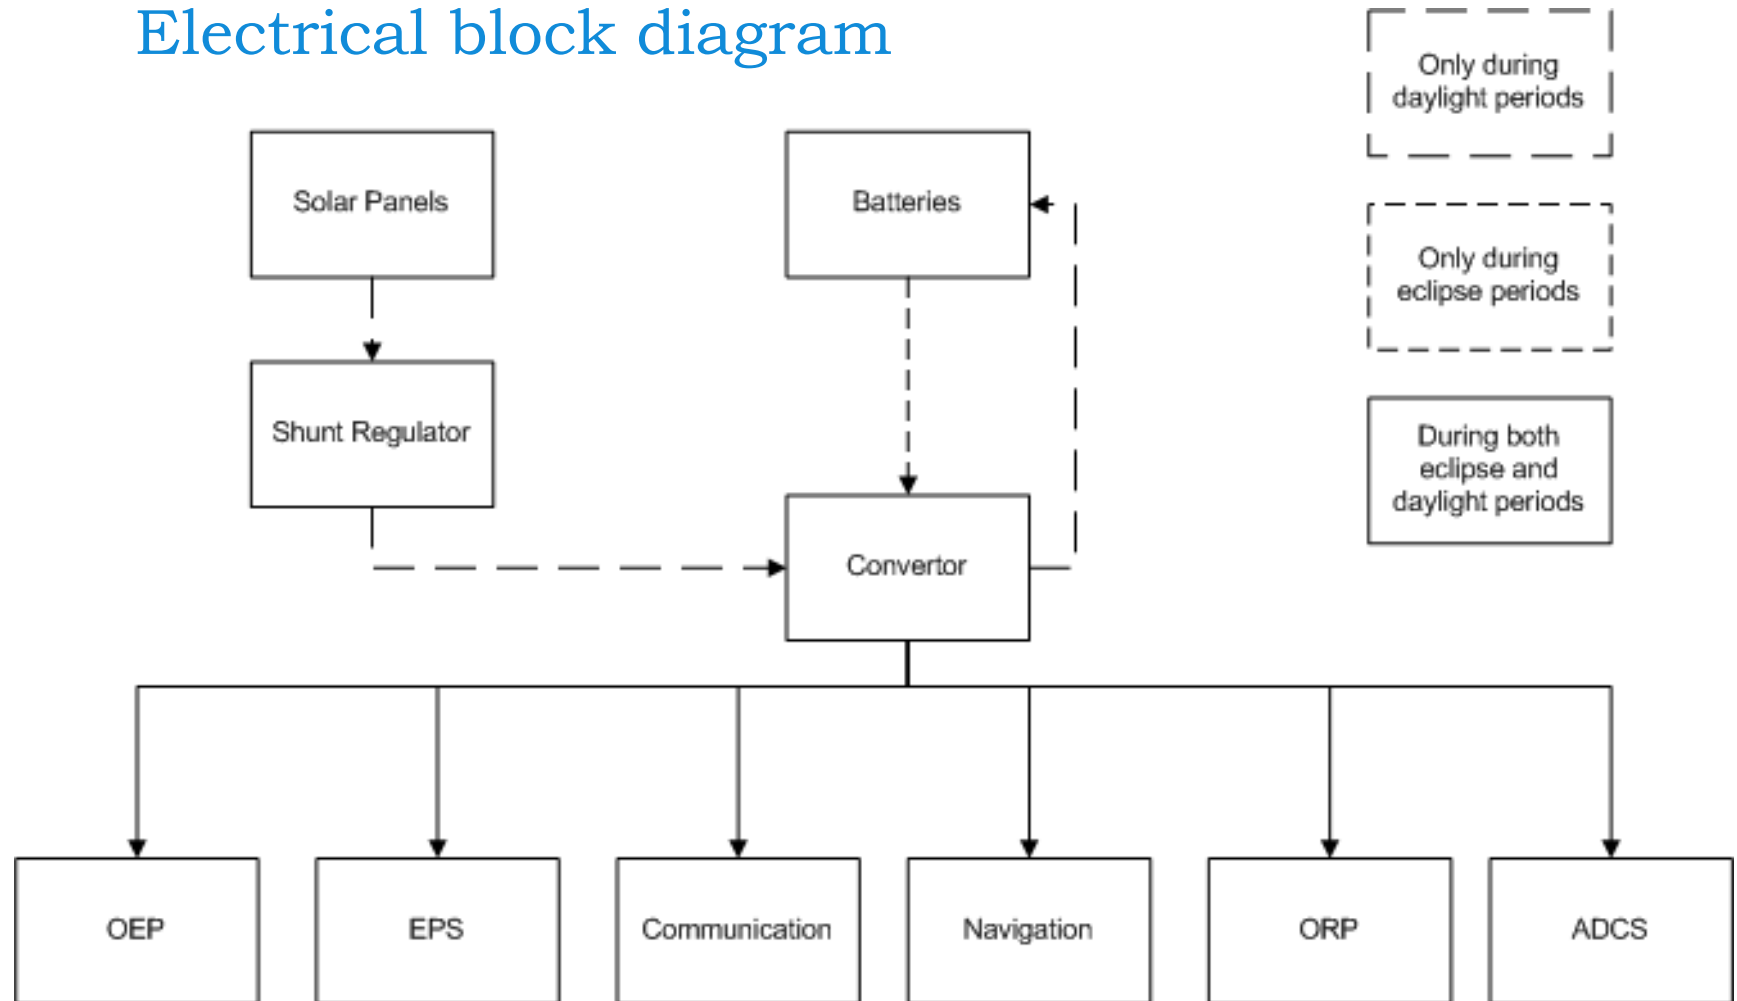 Electrical block diagram
Only during
daylight periods
Solar Panels
Batteries
Only during
eclipse periods
Shunt Regulator
During both
eclipse and
daylight periods
Convertor
OEP
EPS
Communication
Navigation
ORP
ADCS